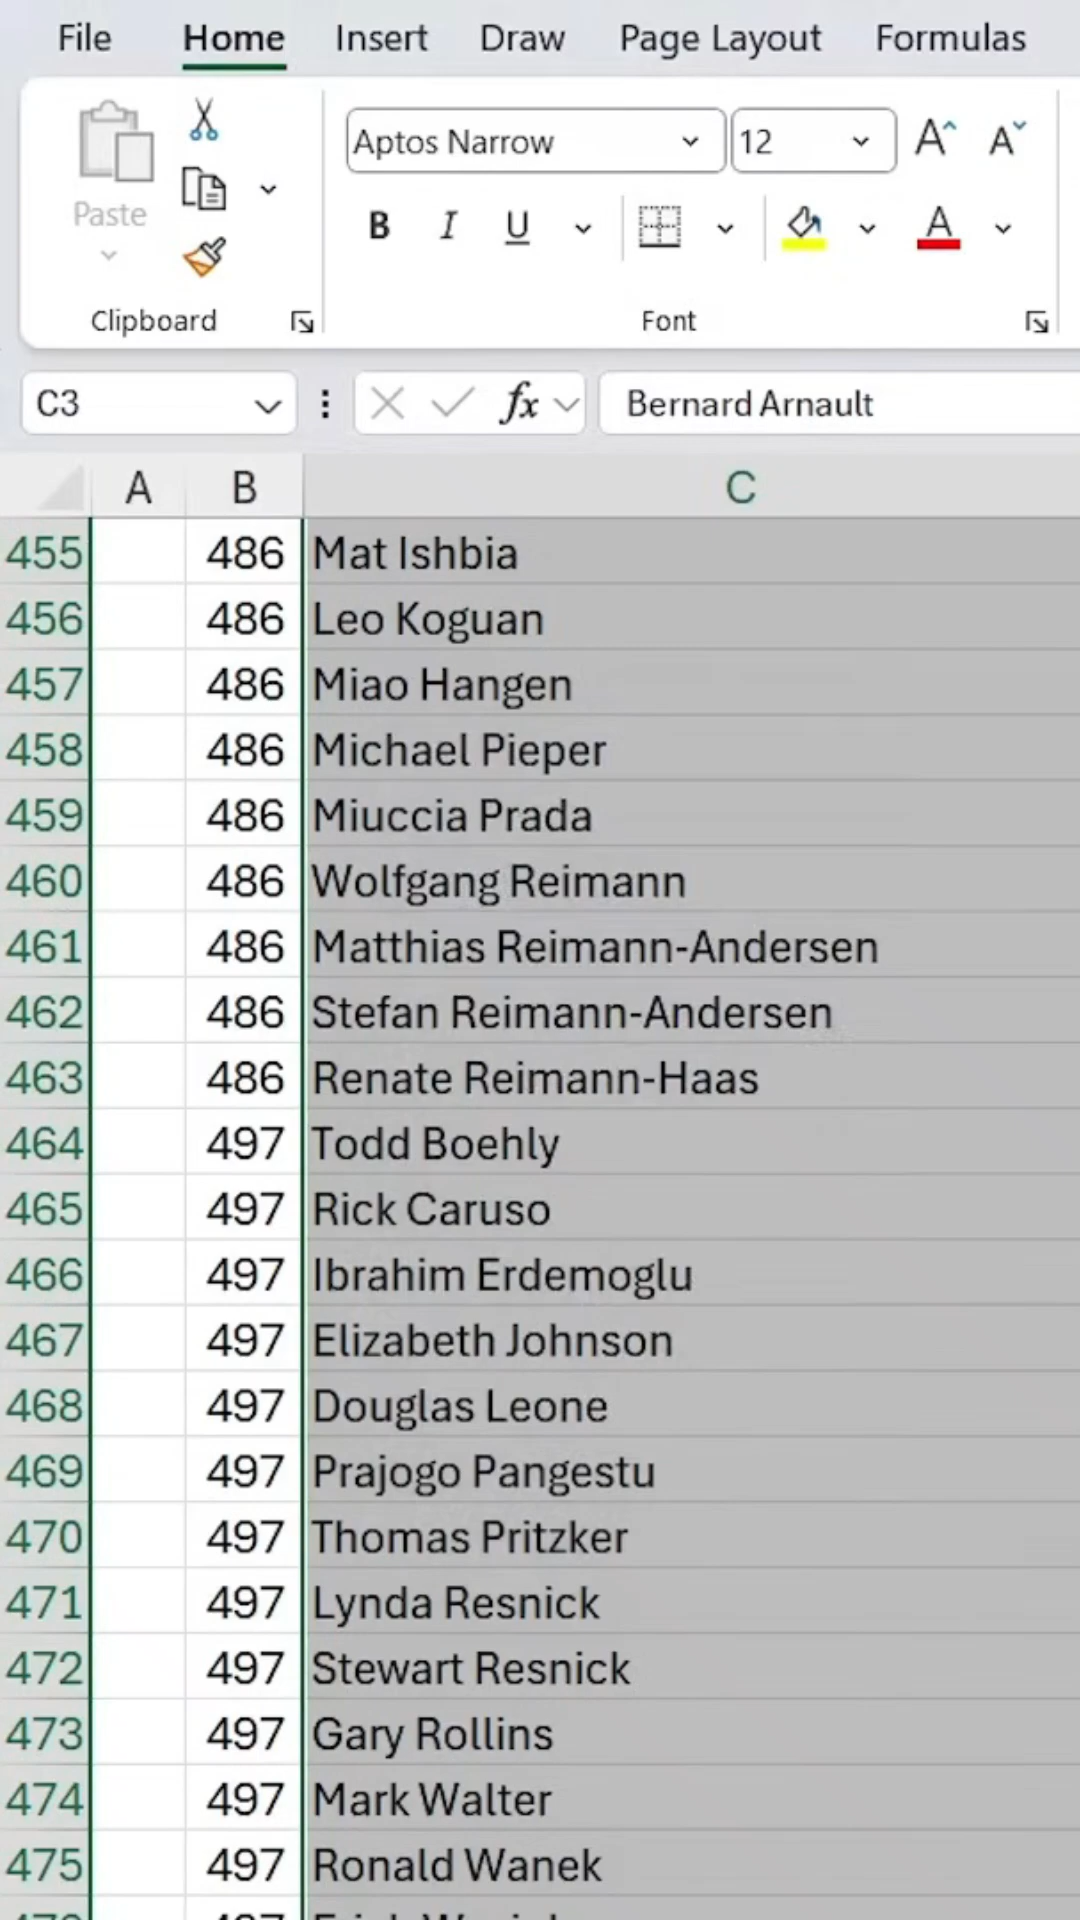 File Home Insert Draw Page Layout Formulas
Aptos Narrow 12 A A
Paste
B I U A
Clipboard Font
C3 fx Bernard Arnault
A B C
455 486 Mat Ishbia
456 486 Leo Koguan
457 486 Miao Hangen
458 486 Michael Pieper
459 486 Miuccia Prada
460 486 Wolfgang Reimann
461 486 Matthias Reimann-Andersen
462 486 Stefan Reimann-Andersen
463 486 Renate Reimann-Haas
464 497 Todd Boehly
465 497 Rick Caruso
466 497 Ibrahim Erdemoglu
467 497 Elizabeth Johnson
468 497 Douglas Leone
469 497 Prajogo Pangestu
470 497 Thomas Pritzker
471 497 Lynda Resnick
472 497 Stewart Resnick
473 497 Gary Rollins
474 497 Mark Walter
475 497 Ronald Wanek